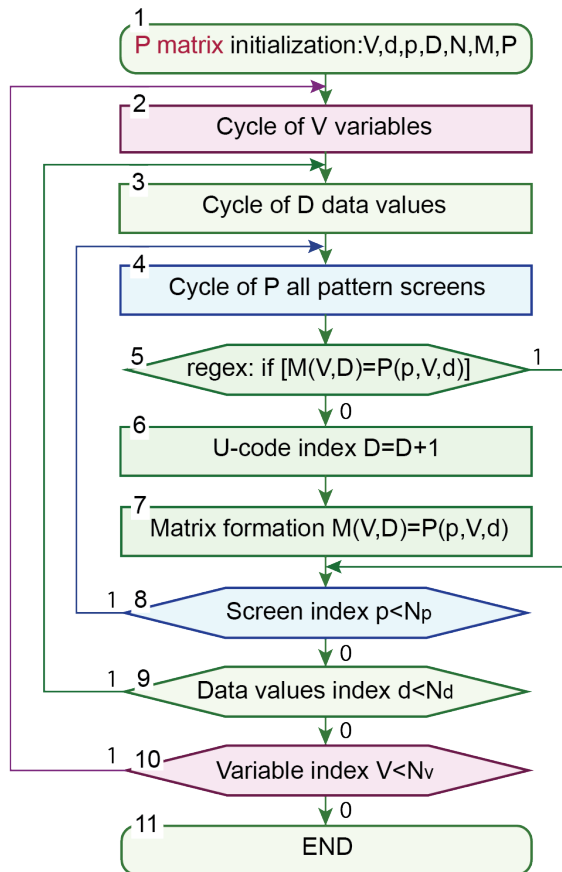 1
P matrix initialization:V,d,p,D,N,M,P
2
Cycle of V variables
3
Cycle of D data values
4
Cycle of P all pattern screens
5
regex: if [M(V,D)=P(p,V,d)]
1
0
6
U-code index D=D+1
7
Matrix formation M(V,D)=P(p,V,d)
1
8
Screen index p<Np
0
1
9
Data values index d<Nd
0
1
10
Variable index V<Nv
0
11
END